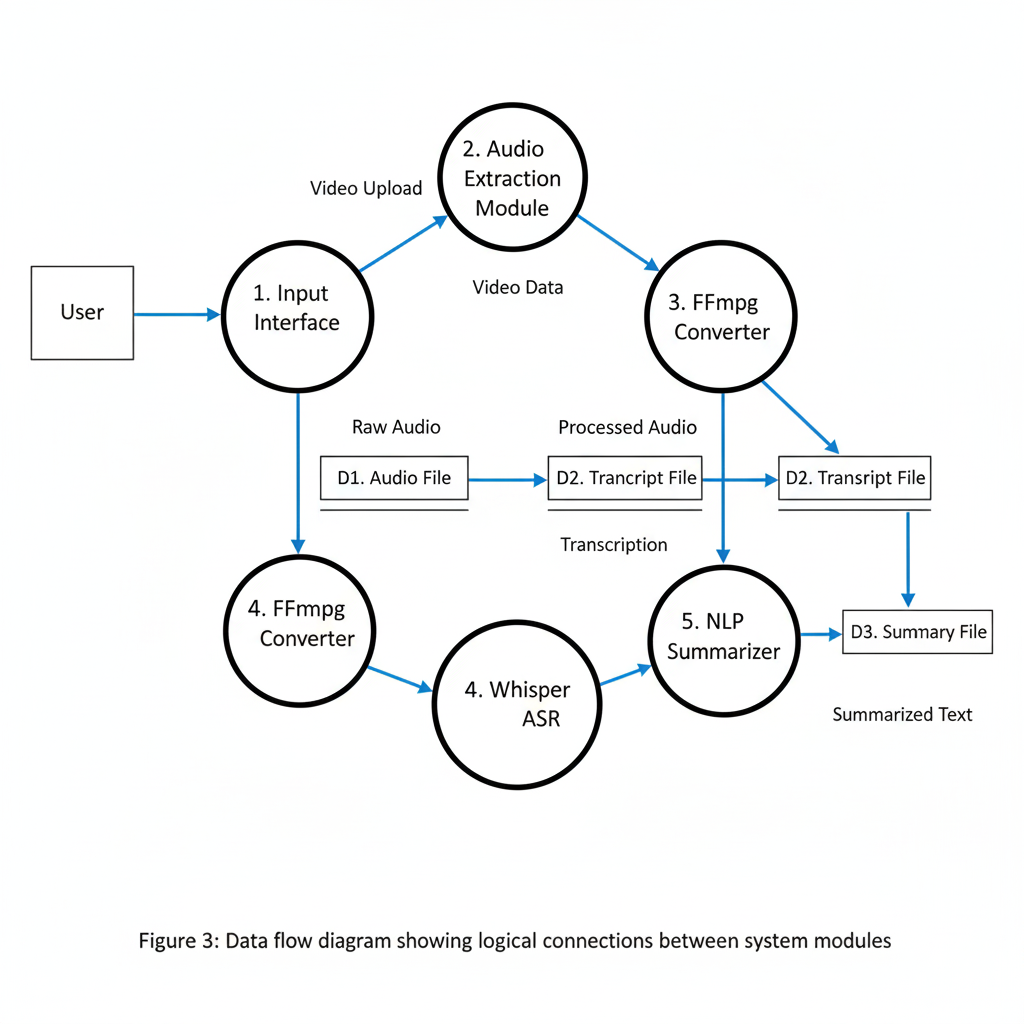 2. Audio
Extraction
Module
Video Upload
Video Data
User
1. Input
Interface
3. FFmpg
Converter
Raw Audio
Processed Audio
D1. Audio File
D2. Trancript File
D2. Transript File
Transcription
4. FFmpg
Converter
4. Whisper
ASR
5. NLP
Summarizer
D3. Summary File
Summarized Text
Figure 3: Data flow diagram showing logical connections between system modules